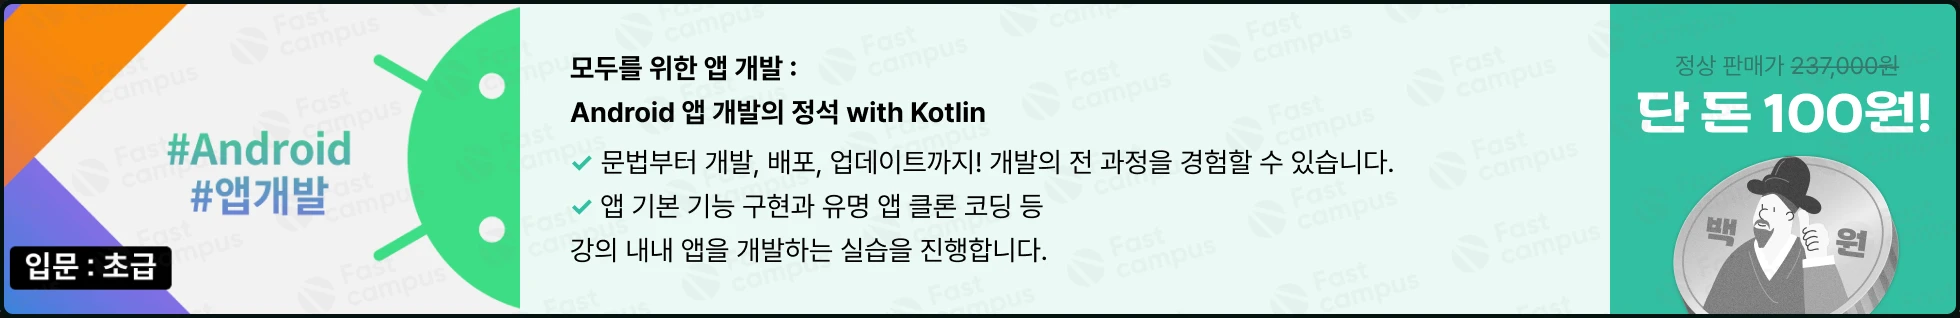 #Android
#앱개발
입문 : 초급
모두를 위한 앱 개발 :
Android 앱 개발의 정석 with Kotlin
✓ 문법부터 개발, 배포, 업데이트까지! 개발의 전 과정을 경험할 수 있습니다.
✓ 앱 기본 기능 구현과 유명 앱 클론 코딩 등
강의 내내 앱을 개발하는 실습을 진행합니다.
정상 판매가 237,000원
단 돈 100원!
백 원
Fast campus